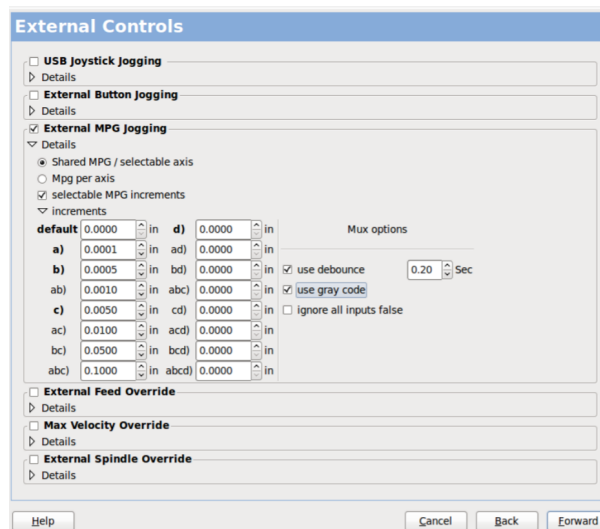 External Controls
USB Joystick Jogging
Details
External Button Jogging
Details
External MPG Jogging
Details
Shared MPG / selectable axis
Mpg per axis
selectable MPG increments
increments
default 0.0000 in d) 0.0000 in Mux options
a) 0.0001 in ad) 0.0000 in
b) 0.0005 in bd) 0.0000 in use debounce 0.20 Sec
ab) 0.0010 in abc) 0.0000 in use gray code
c) 0.0050 in cd) 0.0000 in ignore all inputs false
ac) 0.0100 in acd) 0.0000 in
bc) 0.0500 in bcd) 0.0000 in
abc) 0.1000 in abcd) 0.0000 in
External Feed Override
Details
Max Velocity Override
Details
External Spindle Override
Details
Help Cancel Back Forward